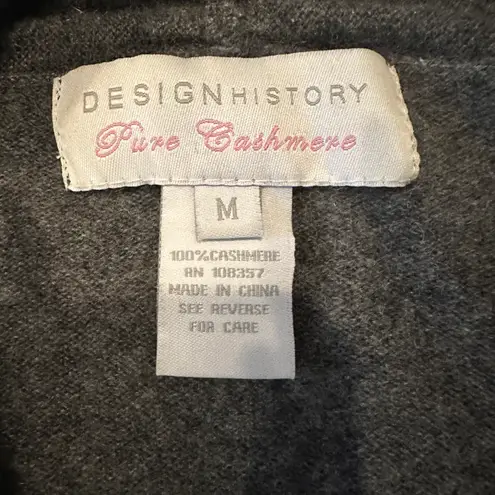 DESIGNHISTORY
Pure Cashmere
M
100%CASHMERE
RN 108357
MADE IN CHINA
SEE REVERSE
FOR CARE